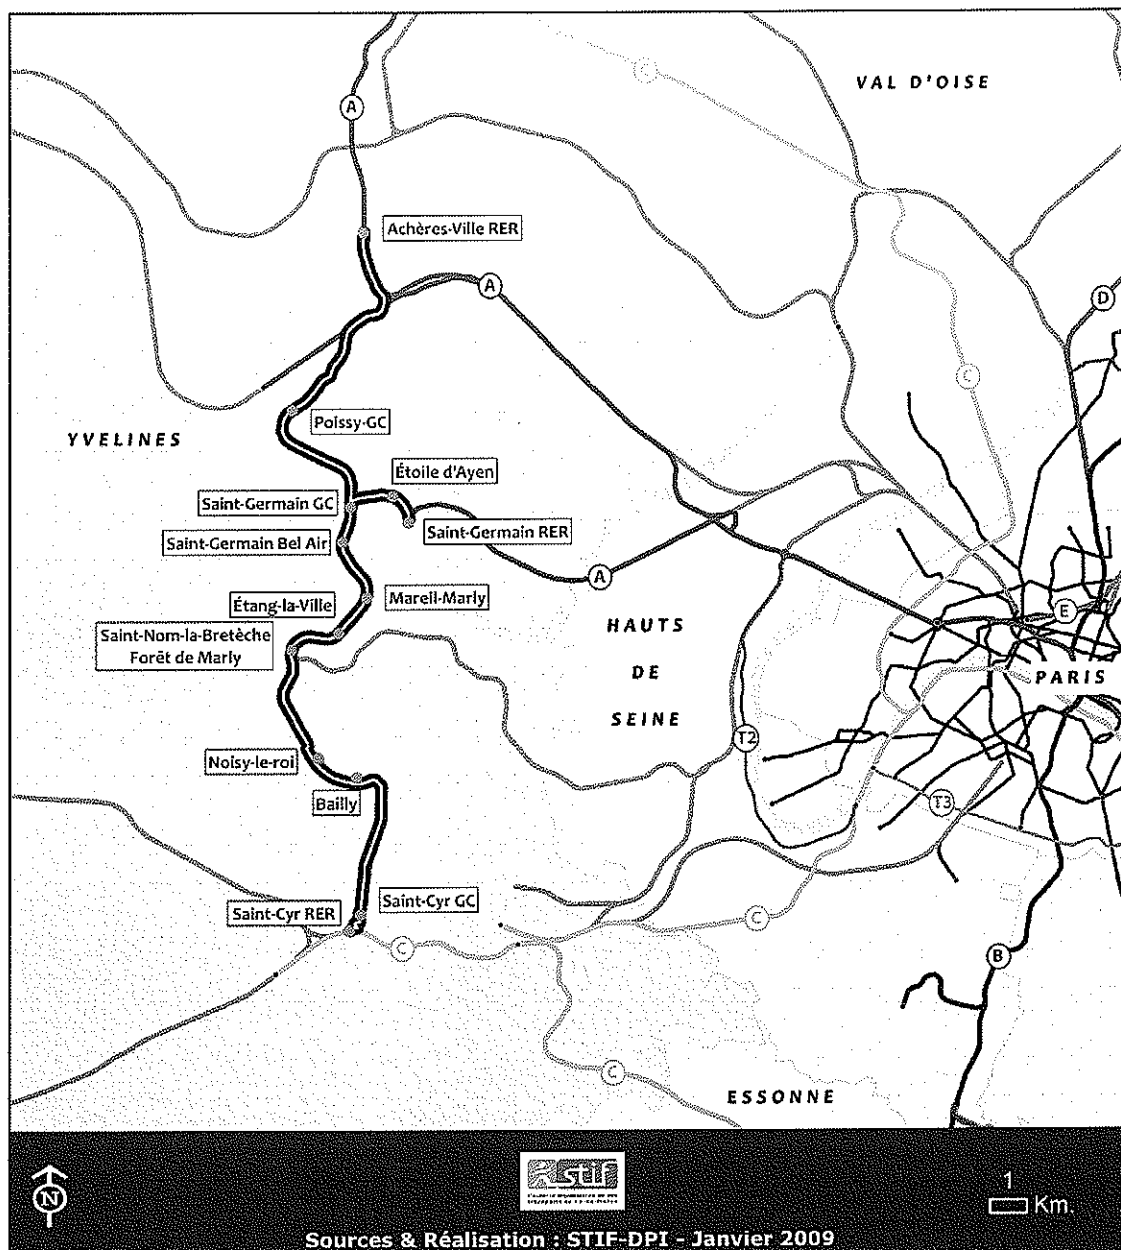 C
VAL D'OISE
A
Achères-Ville RER
A
D
C
Poissy-GC
YVELINES
Étoile d'Ayen
Saint-Germain GC
Saint-Germain RER
Saint-Germain Bel Air
A
Mareil-Marly
Étang-la-Ville
E
HAUTS
DE
SEINE
Saint-Nom-la-Bretèche
Forêt de Marly
PARIS
T2
Noisy-le-roi
Bailly
T3
Saint-Cyr GC
Saint-Cyr RER
C
C
B
C
ESSONNE
N
stif
1
Km.
Sources & Réalisation : STIF-DPI - Janvier 2009